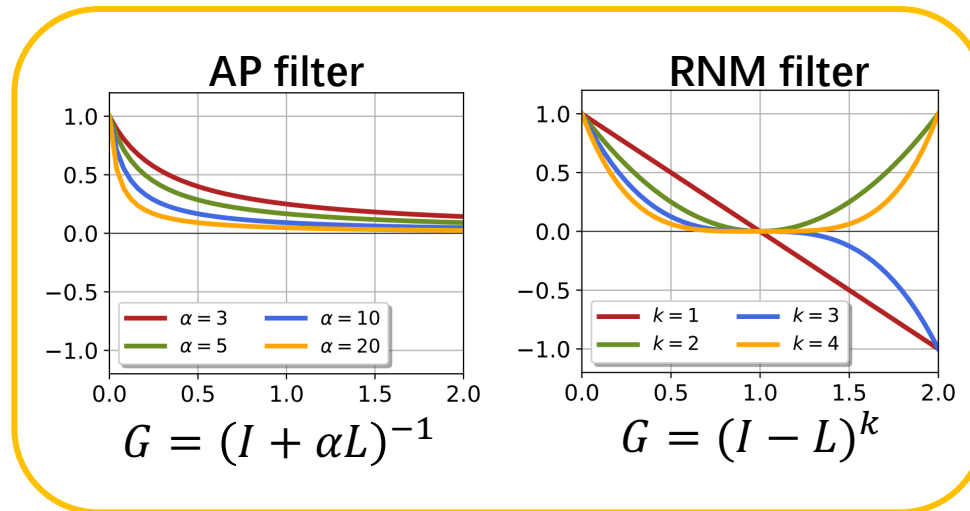 AP filter
1.0
0.5
0.0
−0.5
−1.0
α = 3
α = 10
α = 5
α = 20
0.0 0.5 1.0 1.5 2.0
G = (I + αL)⁻¹
RNM filter
1.0
0.5
0.0
−0.5
−1.0
k = 1
k = 3
k = 2
k = 4
0.0 0.5 1.0 1.5 2.0
G = (I − L)ᵏ